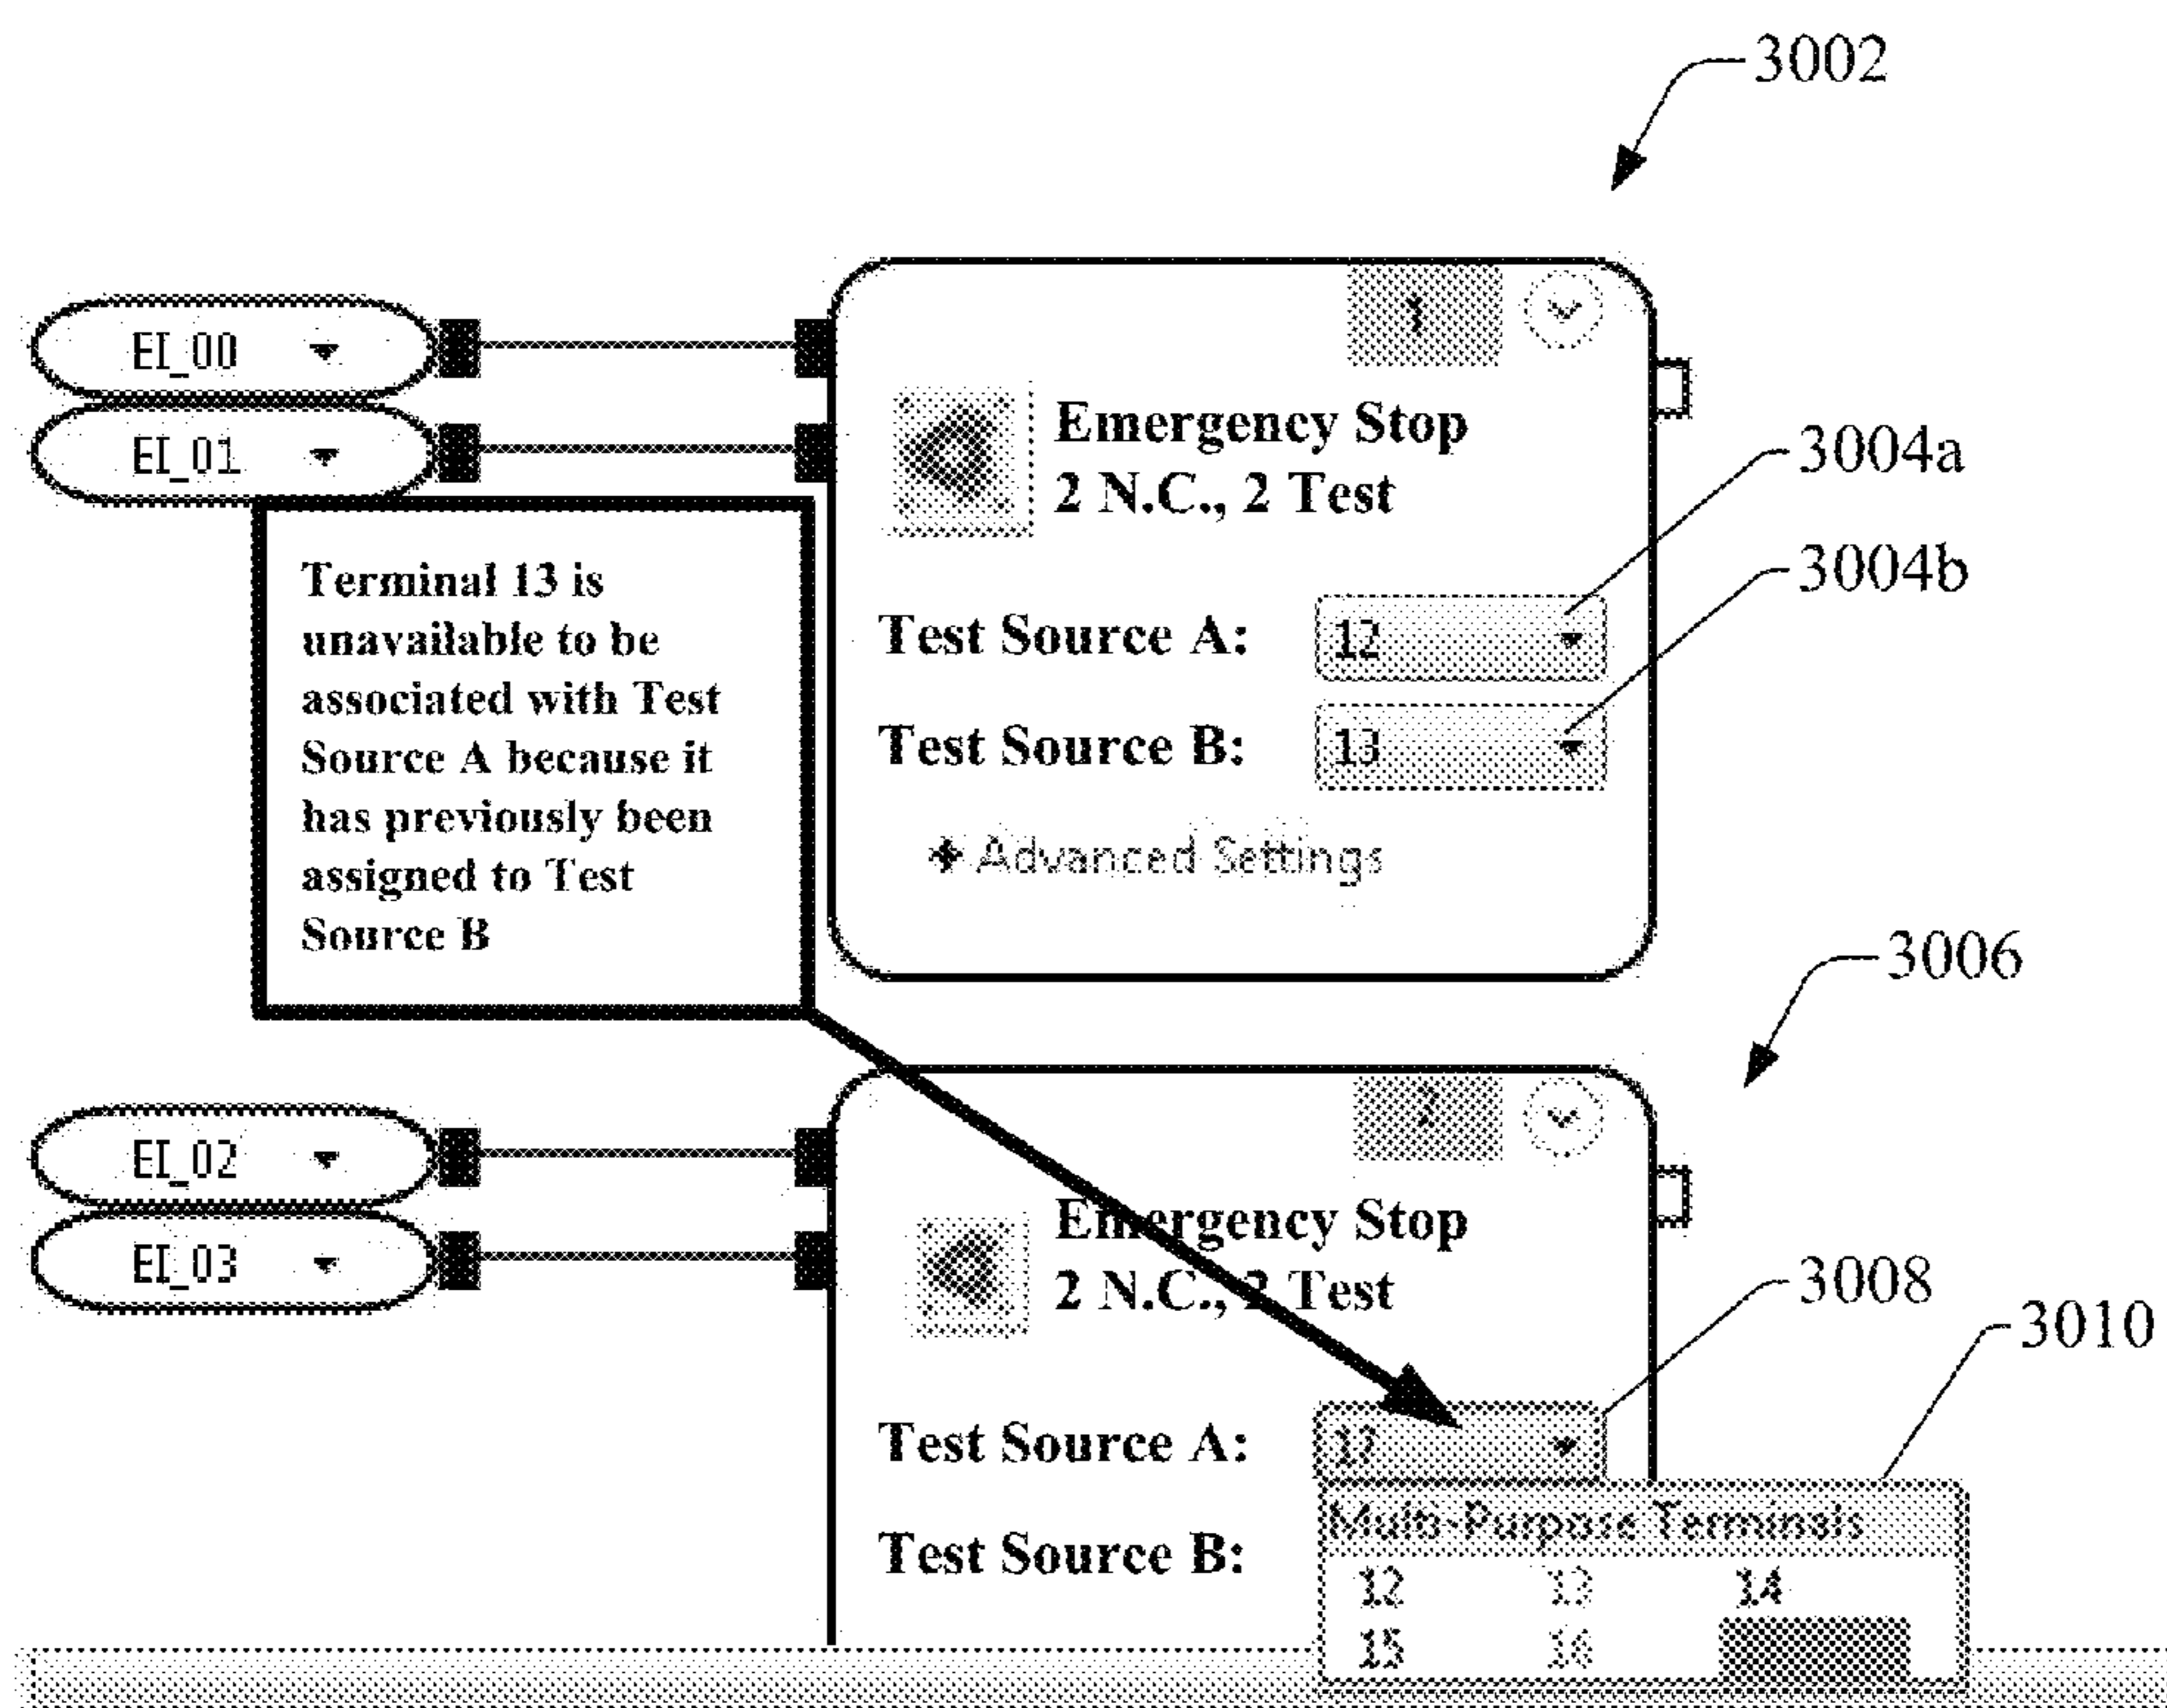 3002
EI_00
EI_01
Emergency Stop
2 N.C., 2 Test
3004a
3004b
Terminal 13 is
unavailable to be
associated with Test
Source A because it
has previously been
assigned to Test
Source B
Test Source A: 12
Test Source B: 13
Advanced Settings
3006
EI_02
EI_03
Emergency Stop
2 N.C., 2 Test
3008
3010
Test Source A:
Multi-Purpose Terminals
Test Source B:
12 13 14
15 16